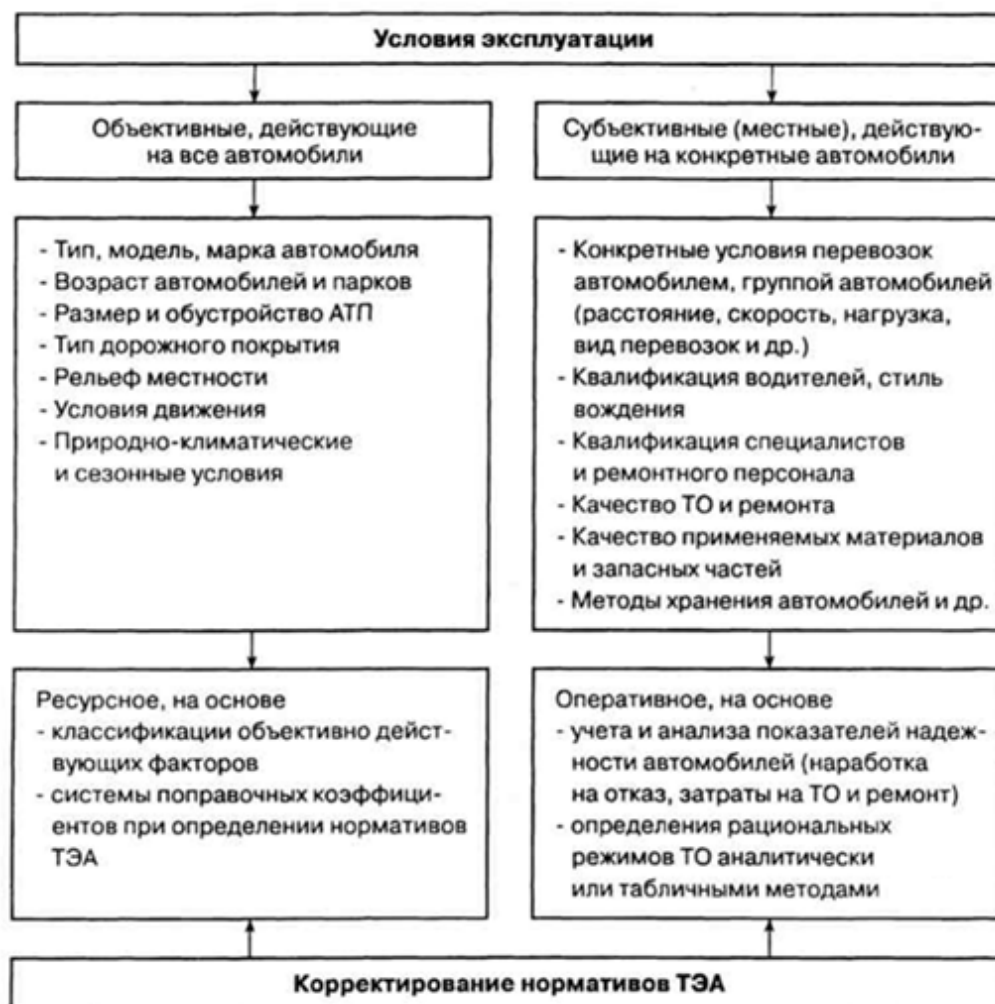 Условия эксплуатации
Объективные, действующие
на все автомобили
Субъективные (местные), действую-
щие на конкретные автомобили
- Тип, модель, марка автомобиля
- Возраст автомобилей и парков
- Размер и обустройство АТП
- Тип дорожного покрытия
- Рельеф местности
- Условия движения
- Природно-климатические
и сезонные условия
- Конкретные условия перевозок
автомобилем, группой автомобилей
(расстояние, скорость, нагрузка,
вид перевозок и др.)
- Квалификация водителей, стиль
вождения
- Квалификация специалистов
и ремонтного персонала
- Качество ТО и ремонта
- Качество применяемых материалов
и запасных частей
- Методы хранения автомобилей и др.
Ресурсное, на основе
- классификации объективно дейст-
вующих факторов
- системы поправочных коэффици-
ентов при определении нормативов
ТЭА
Оперативное, на основе
- учета и анализа показателей надеж-
ности автомобилей (наработка
на отказ, затраты на ТО и ремонт)
- определения рациональных
режимов ТО аналитически
или табличными методами
Корректирование нормативов ТЭА